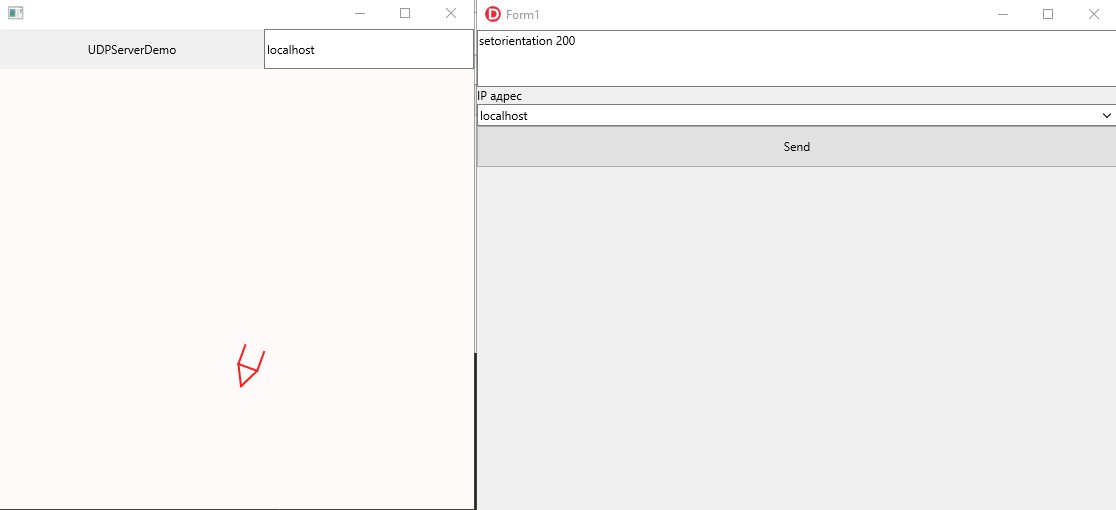 UDPServerDemo
localhost
D Form1
setorientation 200
IP адрес
localhost
Send